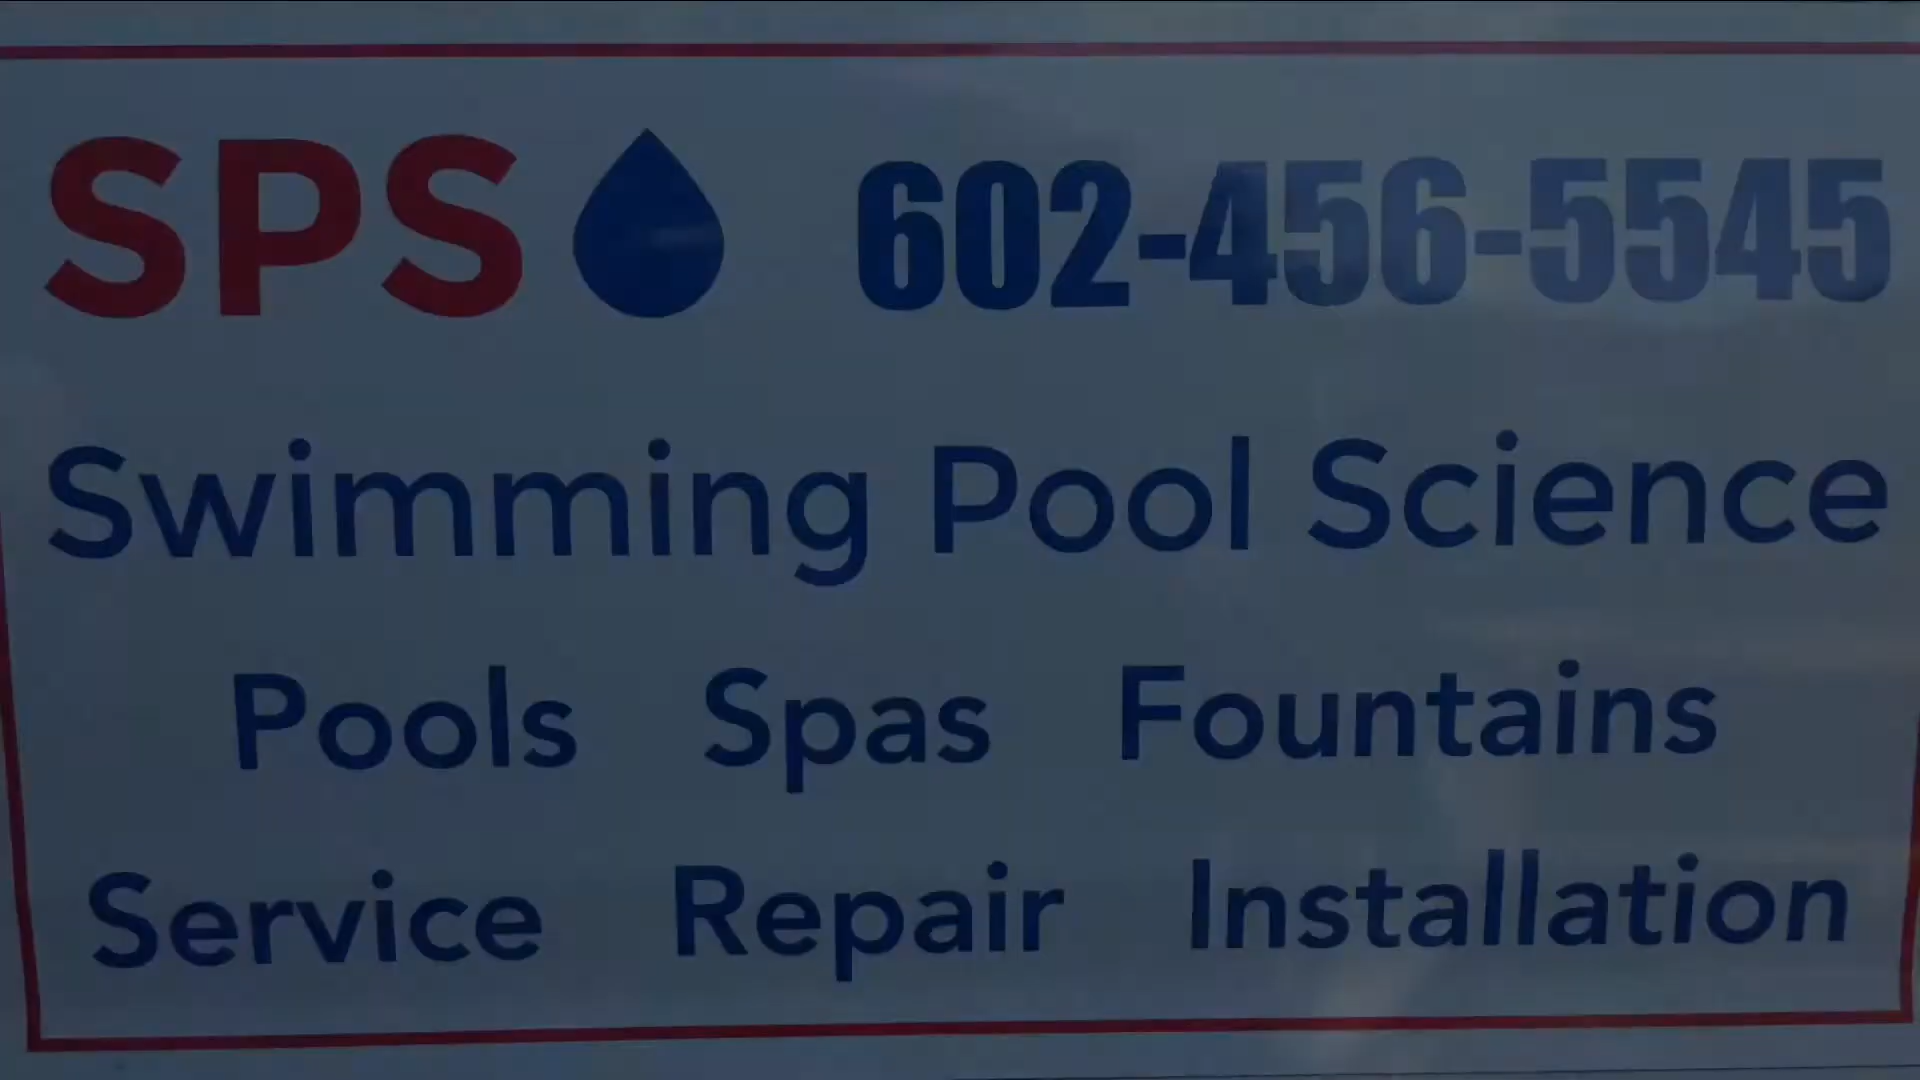 SPS 602-456-5545
Swimming Pool Science
Pools Spas Fountains
Service Repair Installation